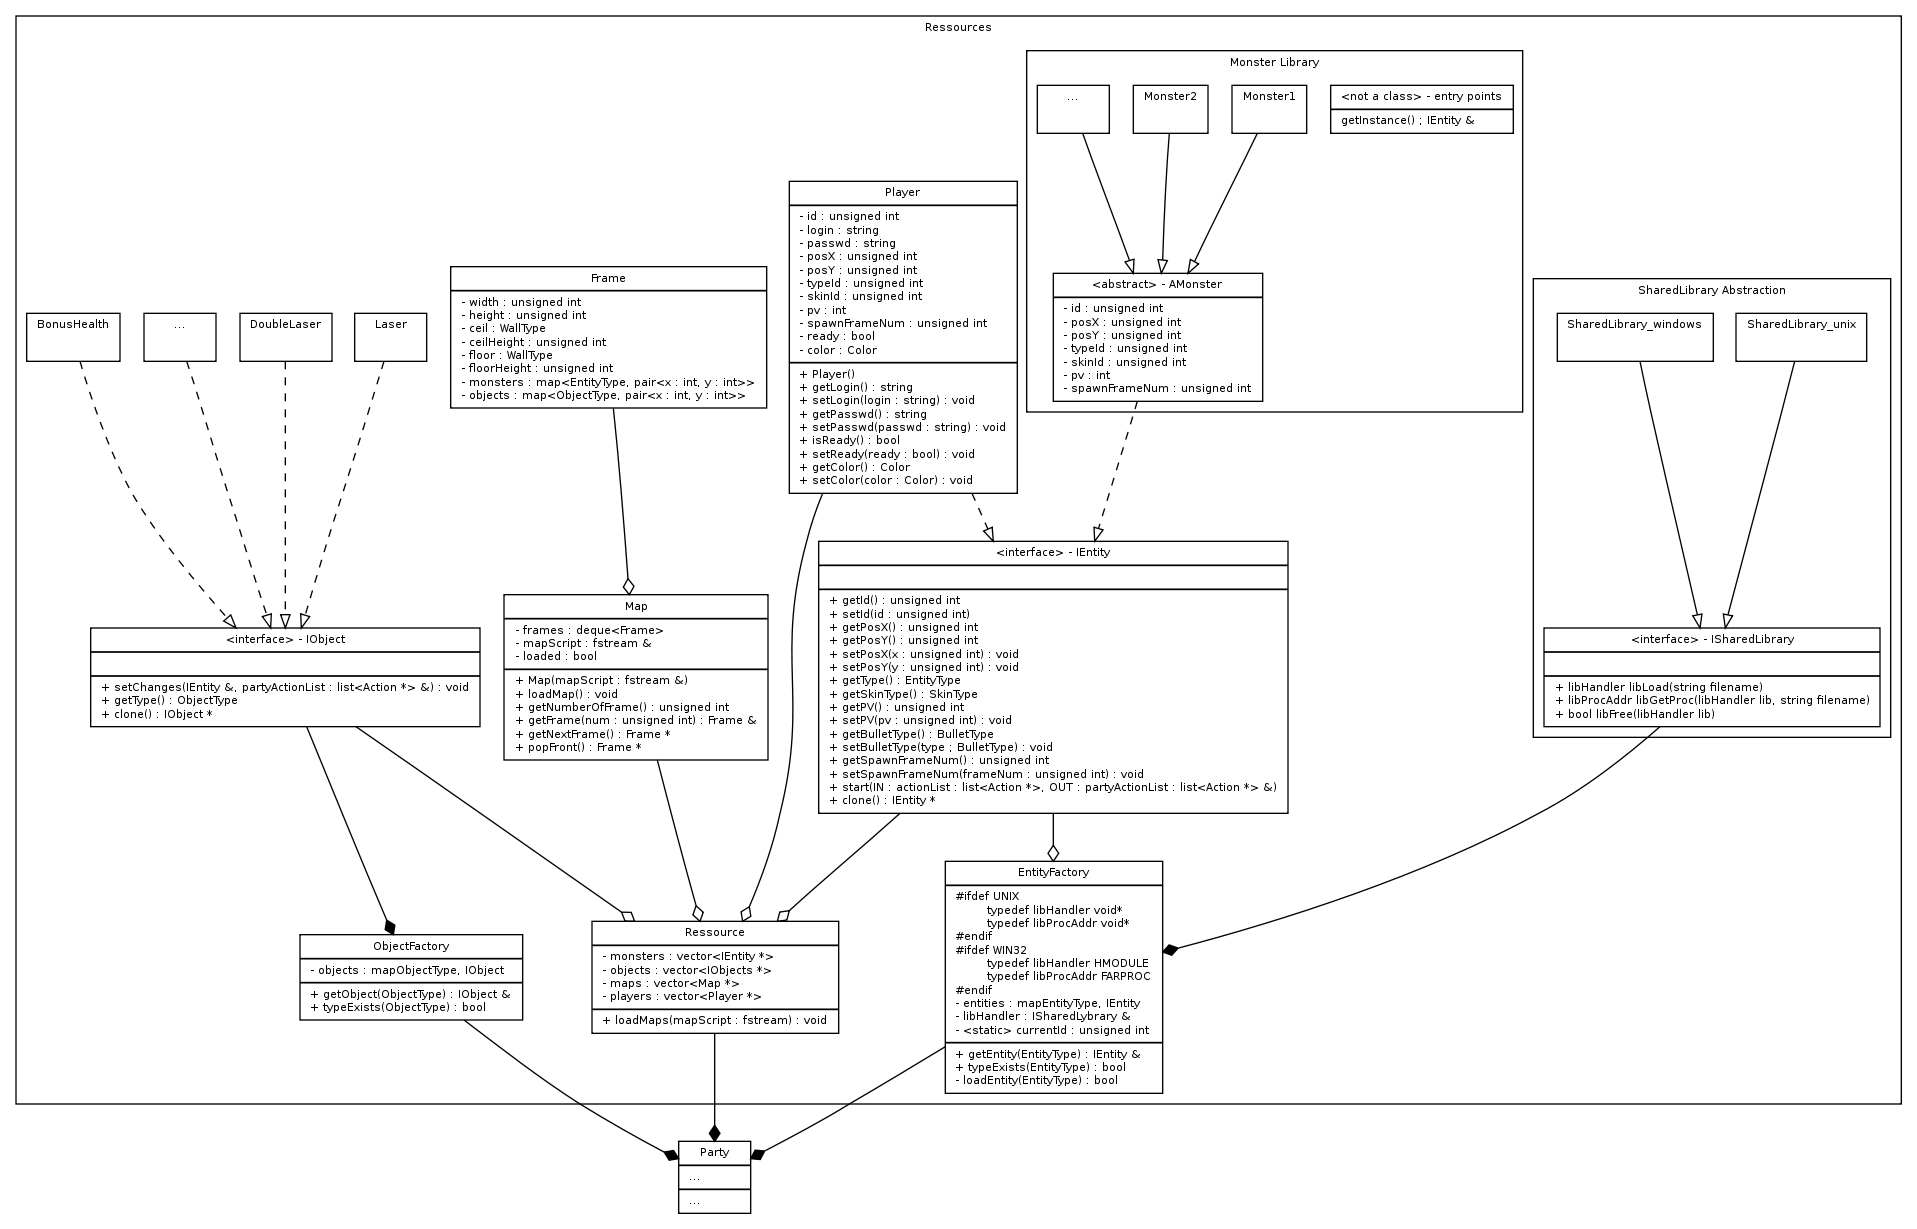 Ressources
Monster Library
...
Monster2
Monster1
<not a class> - entry points
getInstance() ; IEntity &
Player
- id : unsigned int
- login : string
- passwd : string
- posX : unsigned int
- posY : unsigned int
- typeId : unsigned int
- skinId : unsigned int
- pv : int
- spawnFrameNum : unsigned int
- ready : bool
- color : Color
+ Player()
+ getLogin() : string
+ setLogin(login : string) : void
+ getPasswd() : string
+ setPasswd(passwd : string) : void
+ isReady() : bool
+ setReady(ready : bool) : void
+ getColor() : Color
+ setColor(color : Color) : void
Frame
- width : unsigned int
- height : unsigned int
- ceil : WallType
- ceilHeight : unsigned int
- floor : WallType
- floorHeight : unsigned int
- monsters : map<EntityType, pair<x : int, y : int>>
- objects : map<ObjectType, pair<x : int, y : int>>
<abstract> - AMonster
- id : unsigned int
- posX : unsigned int
- posY : unsigned int
- typeId : unsigned int
- skinId : unsigned int
- pv : int
- spawnFrameNum : unsigned int
SharedLibrary Abstraction
SharedLibrary_windows
SharedLibrary_unix
BonusHealth
...
DoubleLaser
Laser
<interface> - IEntity
+ getId() : unsigned int
+ setId(id : unsigned int)
+ getPosX() : unsigned int
+ getPosY() : unsigned int
+ setPosX(x : unsigned int) : void
+ setPosY(y : unsigned int) : void
+ getType() : EntityType
+ getSkinType() : SkinType
+ getPV() : unsigned int
+ setPV(pv : unsigned int) : void
+ getBulletType() : BulletType
+ setBulletType(type ; BulletType) : void
+ getSpawnFrameNum() : unsigned int
+ setSpawnFrameNum(frameNum : unsigned int) : void
+ start(IN : actionList : list<Action *>, OUT : partyActionList : list<Action *> &)
+ clone() : IEntity *
Map
- frames : deque<Frame>
- mapScript : fstream &
- loaded : bool
+ Map(mapScript : fstream &)
+ loadMap() : void
+ getNumberOfFrame() : unsigned int
+ getFrame(num : unsigned int) : Frame &
+ getNextFrame() : Frame *
+ popFront() : Frame *
<interface> - IObject
+ setChanges(IEntity &, partyActionList : list<Action *> &) : void
+ getType() : ObjectType
+ clone() : IObject *
<interface> - ISharedLibrary
+ libHandler libLoad(string filename)
+ libProcAddr libGetProc(libHandler lib, string filename)
+ bool libFree(libHandler lib)
EntityFactory
#ifdef UNIX
typedef libHandler void*
typedef libProcAddr void*
#endif
#ifdef WIN32
typedef libHandler HMODULE
typedef libProcAddr FARPROC
#endif
- entities : mapEntityType, IEntity
- libHandler : ISharedLybrary &
- <static> currentId : unsigned int
+ getEntity(EntityType) : IEntity &
+ typeExists(EntityType) : bool
- loadEntity(EntityType) : bool
Ressource
- monsters : vector<IEntity *>
- objects : vector<IObjects *>
- maps : vector<Map *>
- players : vector<Player *>
+ loadMaps(mapScript : fstream) : void
ObjectFactory
- objects : mapObjectType, IObject
+ getObject(ObjectType) : IObject &
+ typeExists(ObjectType) : bool
Party
...
...